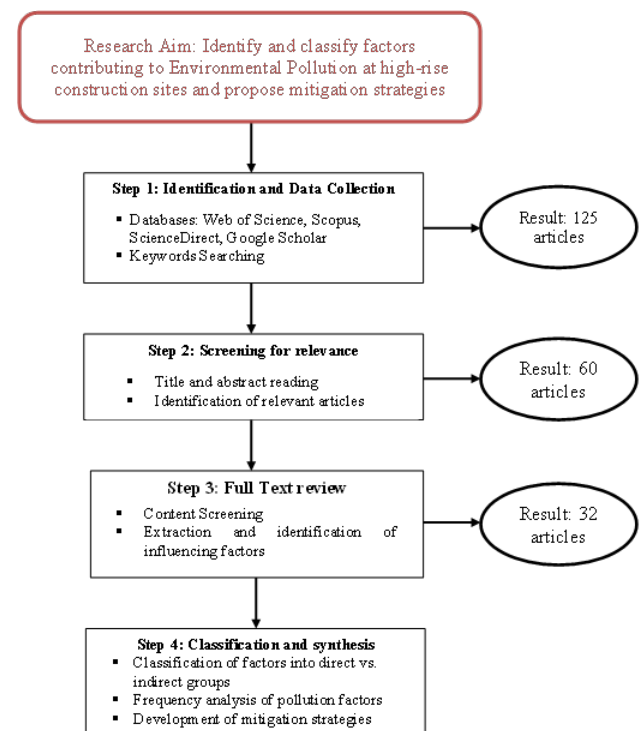 Research Aim: Identify and classify factors
contributing to Environmental Pollution at high-rise
construction sites and propose mitigation strategies
Step 1: Identification and Data Collection
▪ Databases: Web of Science, Scopus,
ScienceDirect, Google Scholar
▪ Keywords Searching
Result: 125
articles
Step 2: Screening for relevance
▪ Title and abstract reading
▪ Identification of relevant articles
Result: 60
articles
Step 3: Full Text review
▪ Content Screening
▪ Extraction and identification of
influencing factors
Result: 32
articles
Step 4: Classification and synthesis
▪ Classification of factors into direct vs.
indirect groups
▪ Frequency analysis of pollution factors
▪ Development of mitigation strategies